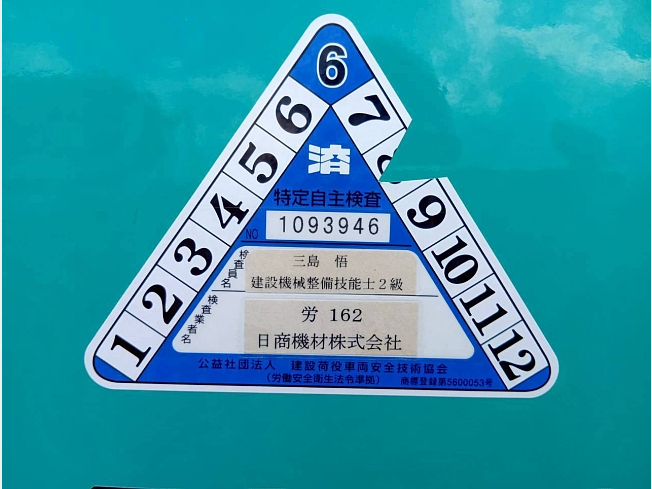 6
1 2 3 4 5 6
7 9 10 11 12
済
特定自主検査
NO 1093946
検査員名 三島 悟
建設機械整備技能士2級
検査業者名 労 162
日商機材株式会社
公益社団法人 建設荷役車両安全技術協会
(労働安全衛生法令準拠) 商標登録第5600053号